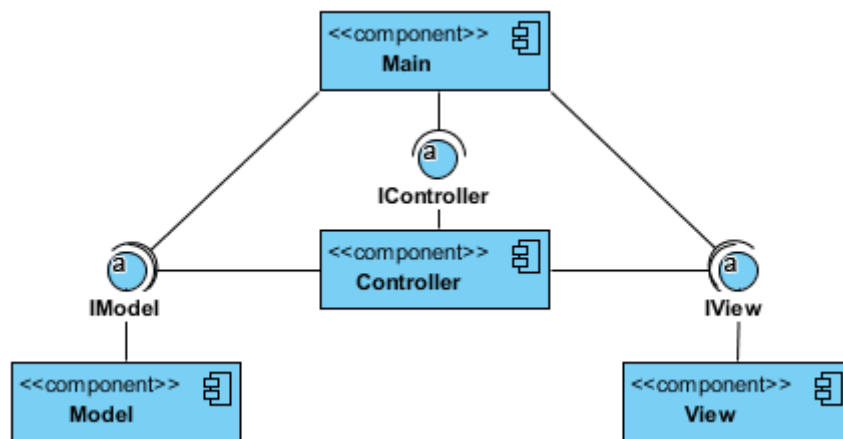 <<component>>
Main
a
IController
<<component>>
Controller
a
IModel
a
IView
<<component>>
Model
<<component>>
View